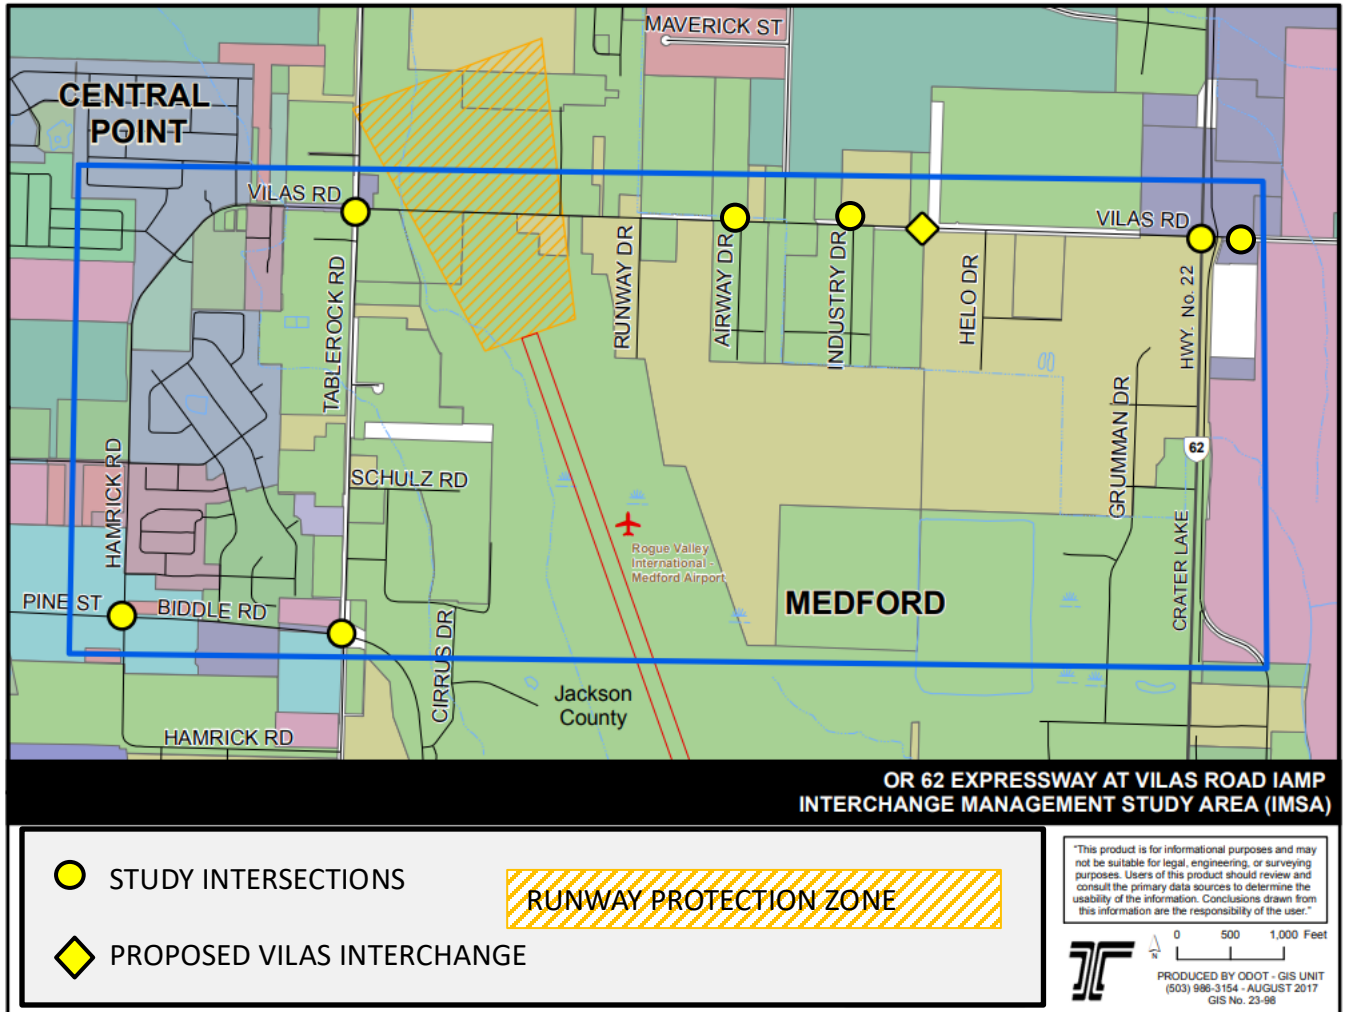 MAVERICK ST
CENTRAL
POINT
VILAS RD
VILAS RD
TABLEROCK RD
RUNWAY DR
AIRWAY DR
INDUSTRY DR
HELO DR
HWY. No. 22
GRUMMAN DR
62
HAMRICK RD
SCHULZ RD
CRATER LAKE
Rogue Valley
International -
Medford Airport
MEDFORD
PINE ST
BIDDLE RD
CIRRUS DR
Jackson
County
HAMRICK RD
OR 62 EXPRESSWAY AT VILAS ROAD IAMP
INTERCHANGE MANAGEMENT STUDY AREA (IMSA)
STUDY INTERSECTIONS
RUNWAY PROTECTION ZONE
PROPOSED VILAS INTERCHANGE
"This product is for informational purposes and may
not be suitable for legal, engineering, or surveying
purposes. Users of this product should review and
consult the primary data sources to determine the
usability of the information. Conclusions drawn from
this information are the responsibility of the user."
N
0 500 1,000 Feet
PRODUCED BY ODOT - GIS UNIT
(503) 986-3154 - AUGUST 2017
GIS No. 23-98